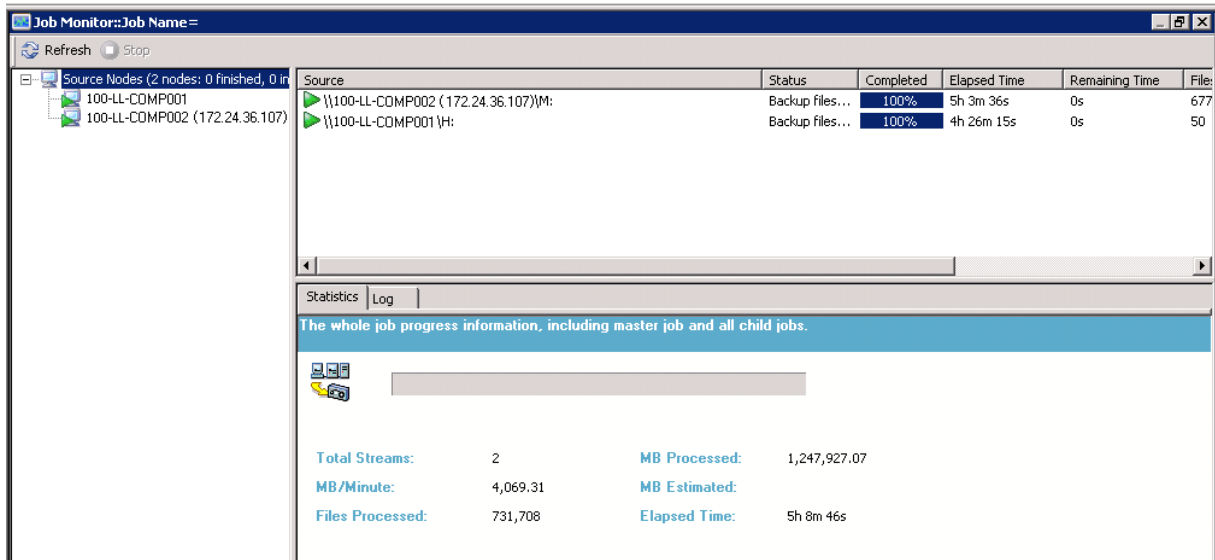 Job Monitor::Job Name=
Refresh Stop
Source Nodes (2 nodes: 0 finished, 0 in
100-LL-COMP001
100-LL-COMP002 (172.24.36.107)
Source Status Completed Elapsed Time Remaining Time Files
\\100-LL-COMP002 (172.24.36.107)\M: Backup files... 100% 5h 3m 36s 0s 677
\\100-LL-COMP001\H: Backup files... 100% 4h 26m 15s 0s 50
Statistics Log
The whole job progress information, including master job and all child jobs.
Total Streams: 2 MB Processed: 1,247,927.07
MB/Minute: 4,069.31 MB Estimated:
Files Processed: 731,708 Elapsed Time: 5h 8m 46s